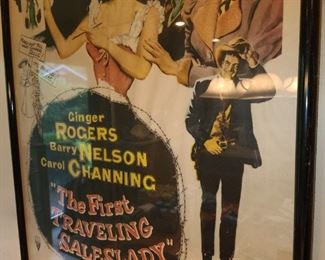 Ginger
ROGERS
Barry NELSON
Carol CHANNING
"The First
TRAVELING
SALESLADY"